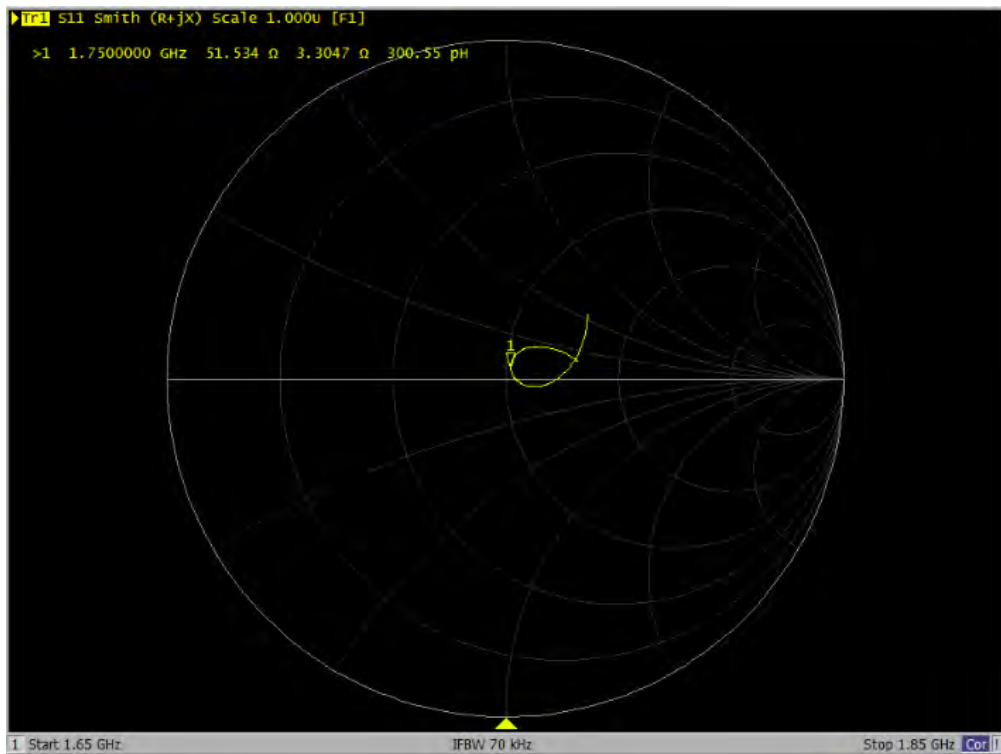 Tr1 S11 Smith (R+jX) Scale 1.000U [F1]
>1 1.7500000 GHz 51.534 Ω 3.3047 Ω 300.55 pH
1
1 Start 1.65 GHz IFBW 70 kHz Stop 1.85 GHz Cor